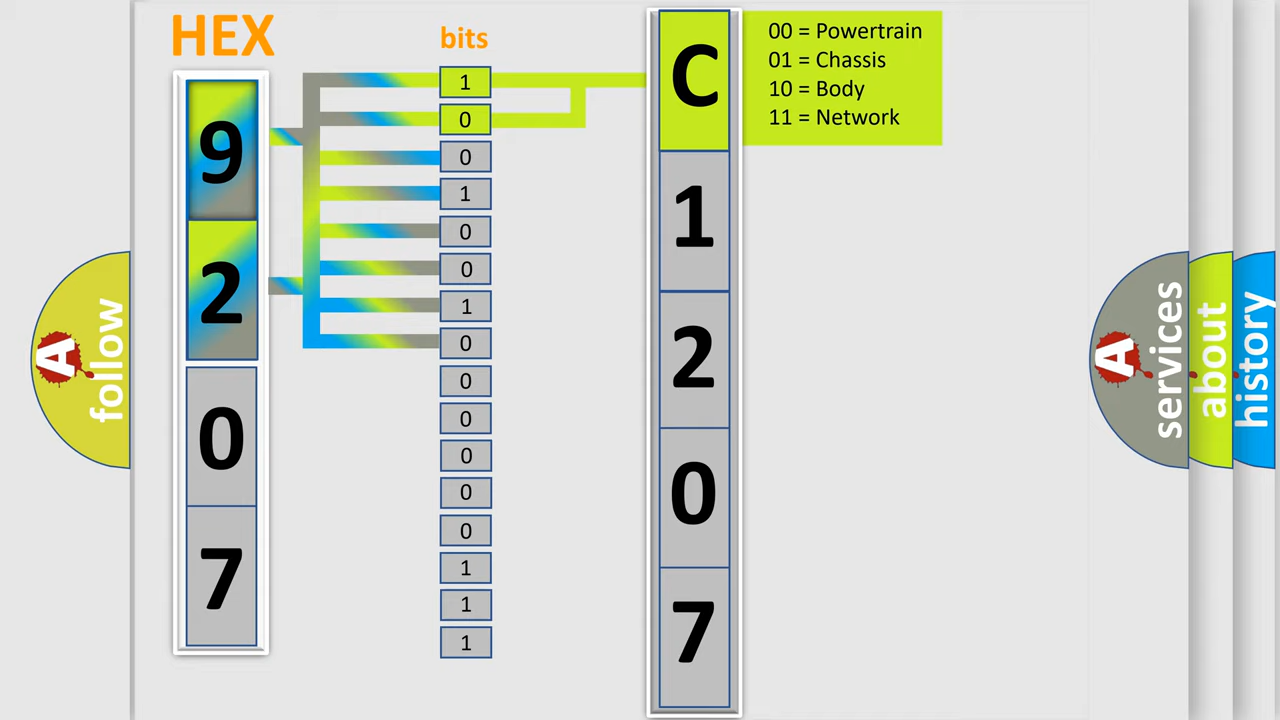 HEX
bits
9
2
0
7
1
0
0
1
0
0
1
0
0
0
0
0
0
1
1
1
C
1
2
0
7
00 = Powertrain
01 = Chassis
10 = Body
11 = Network
A
follow
A
services
about
history